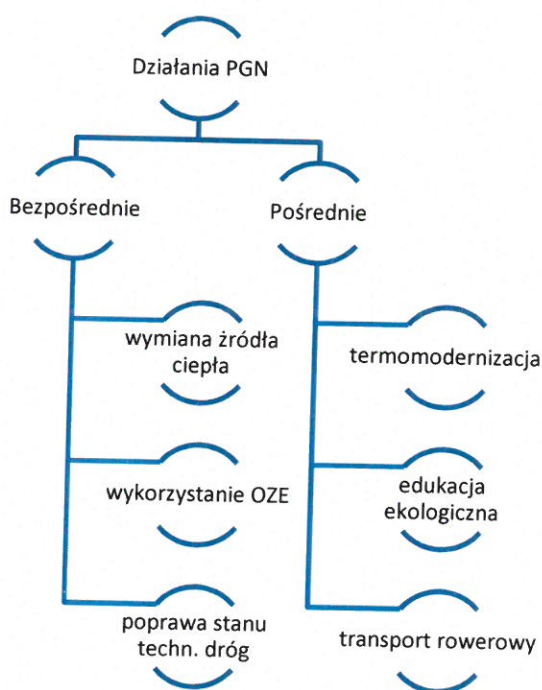 Działania PGN
Bezpośrednie
Pośrednie
wymiana źródła
ciepła
wykorzystanie OZE
poprawa stanu
techn. dróg
termomodernizacja
edukacja
ekologiczna
transport rowerowy